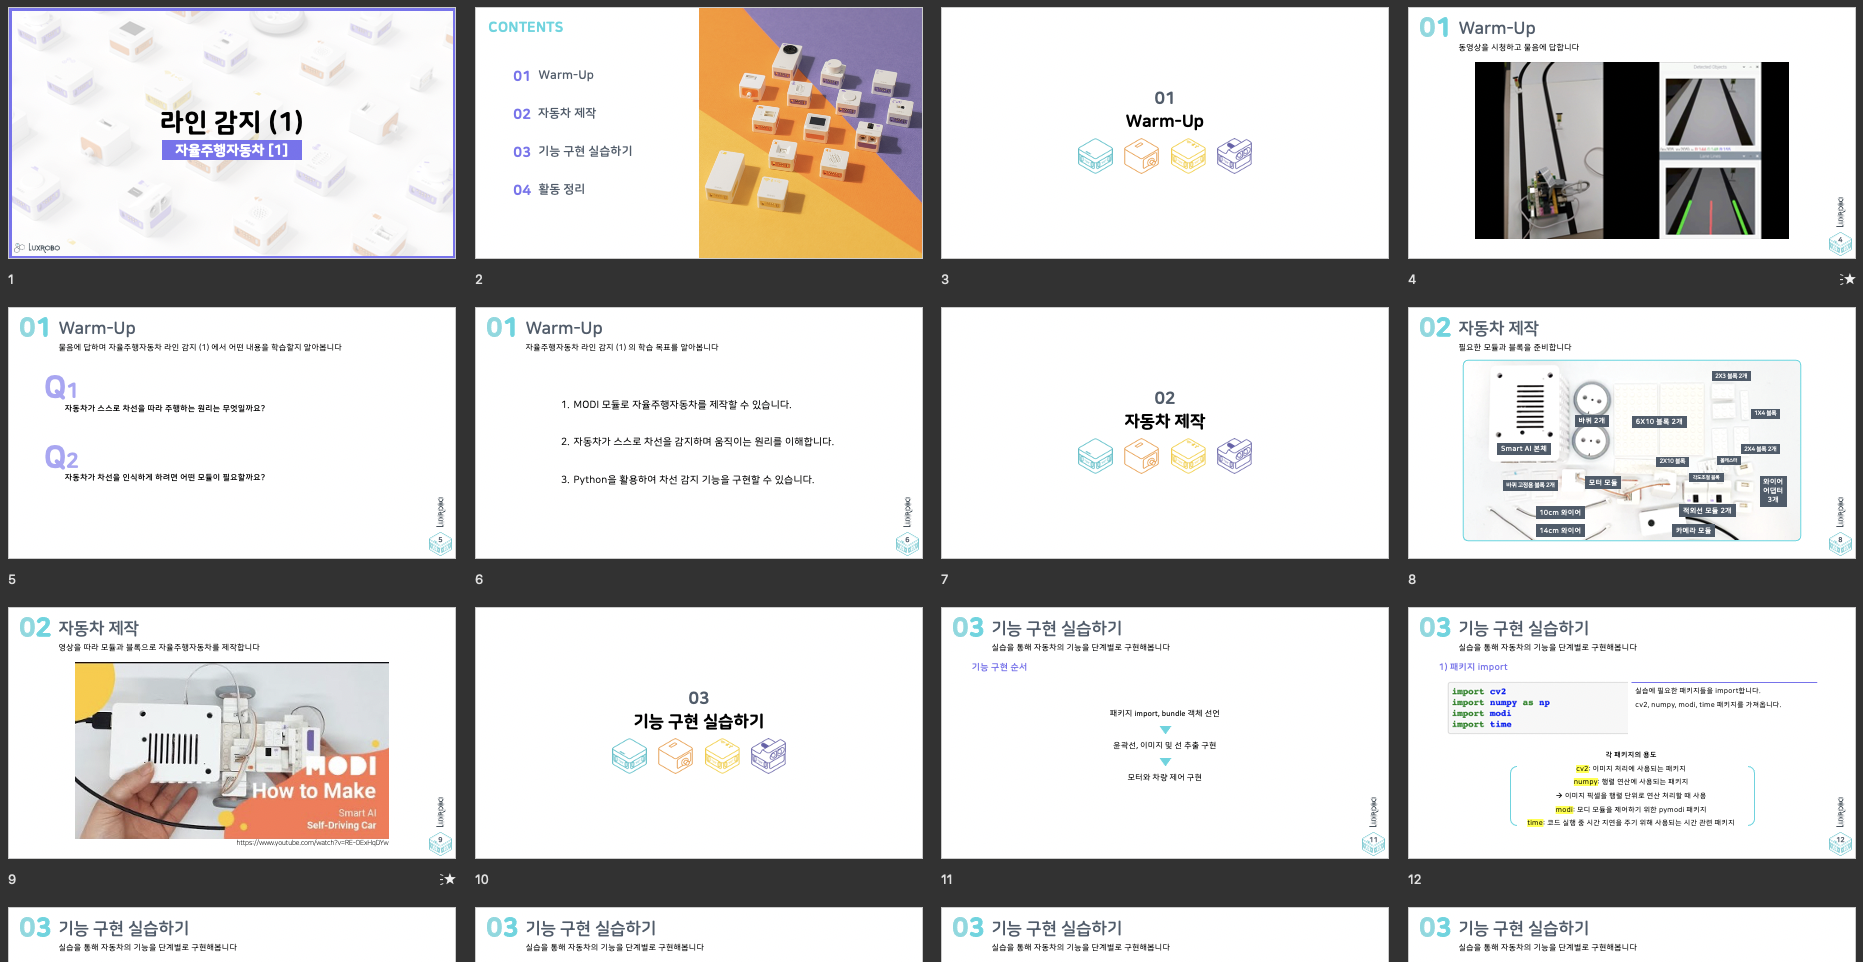 라인 감지 (1)
자율주행자동차 [1]
LUXROBO
1
CONTENTS
01 Warm-Up
02 자동차 제작
03 기능 구현 실습하기
04 활동 정리
2
01
Warm-Up
3
01 Warm-Up
동영상을 시청하고 물음에 답합니다
Detected Objects
LUXROBO
4
4
01 Warm-Up
물음에 답하며 자율주행자동차 라인 감지 (1) 에서 어떤 내용을 학습할지 알아봅니다
Q1
자동차가 스스로 차선을 따라 주행하는 원리는 무엇일까요?
Q2
자동차가 차선을 인식하게 하려면 어떤 모듈이 필요할까요?
LUXROBO
5
5
01 Warm-Up
자율주행자동차 라인 감지 (1) 의 학습 목표를 알아봅니다
1. MODI 모듈로 자율주행자동차를 제작할 수 있습니다.
2. 자동차가 스스로 차선을 감지하며 움직이는 원리를 이해합니다.
3. Python을 활용하여 차선 감지 기능을 구현할 수 있습니다.
LUXROBO
6
6
02
자동차 제작
7
02 자동차 제작
필요한 모듈과 블록을 준비합니다
2X3 블록 2개
1X4 블록
바퀴 2개
6X10 블록 2개
Smart AI 본체
2X4 블록 2개
2X10 블록
볼캐스터
바퀴 고정용 블록 2개
모터 모듈
각도조절 블록
와이어
어댑터
3개
10cm 와이어
적외선 모듈 2개
14cm 와이어
카메라 모듈
LUXROBO
8
8
02 자동차 제작
영상을 따라 모듈과 블록으로 자율주행자동차를 제작합니다
MODI
How to Make
Smart AI
Self-Driving Car
https://www.youtube.com/watch?v=RE-OExHqDYw
LUXROBO
9
9
03
기능 구현 실습하기
10
03 기능 구현 실습하기
실습을 통해 자동차의 기능을 단계별로 구현해봅니다
기능 구현 순서
패키지 import, bundle 객체 선언
윤곽선, 이미지 및 선 추출 구현
모터와 차량 제어 구현
LUXROBO
11
11
03 기능 구현 실습하기
실습을 통해 자동차의 기능을 단계별로 구현해봅니다
1) 패키지 import
import cv2
import numpy as np
import modi
import time
실습에 필요한 패키지들을 import합니다.
cv2, numpy, modi, time 패키지를 가져옵니다.
각 패키지의 용도
cv2: 이미지 처리에 사용되는 패키지
numpy: 행렬 연산에 사용되는 패키지
→ 이미지 픽셀을 행렬 단위로 연산 처리할 때 사용
modi: 모디 모듈을 제어하기 위한 pymodi 패키지
time: 코드 실행 중 시간 지연을 주기 위해 사용되는 시간 관련 패키지
LUXROBO
12
12
03 기능 구현 실습하기
실습을 통해 자동차의 기능을 단계별로 구현해봅니다
03 기능 구현 실습하기
실습을 통해 자동차의 기능을 단계별로 구현해봅니다
03 기능 구현 실습하기
실습을 통해 자동차의 기능을 단계별로 구현해봅니다
03 기능 구현 실습하기
실습을 통해 자동차의 기능을 단계별로 구현해봅니다